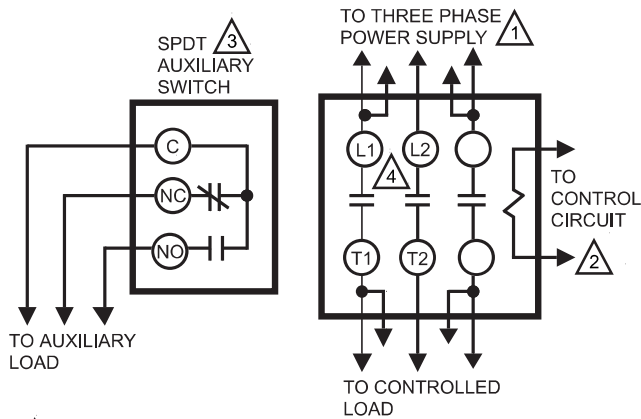 TO THREE PHASE
POWER SUPPLY 1
SPDT 3
AUXILIARY
SWITCH
C
NC
NO
TO AUXILIARY
LOAD
L1
L2
4
T1
T2
TO
CONTROL
CIRCUIT
2
TO CONTROLLED
LOAD